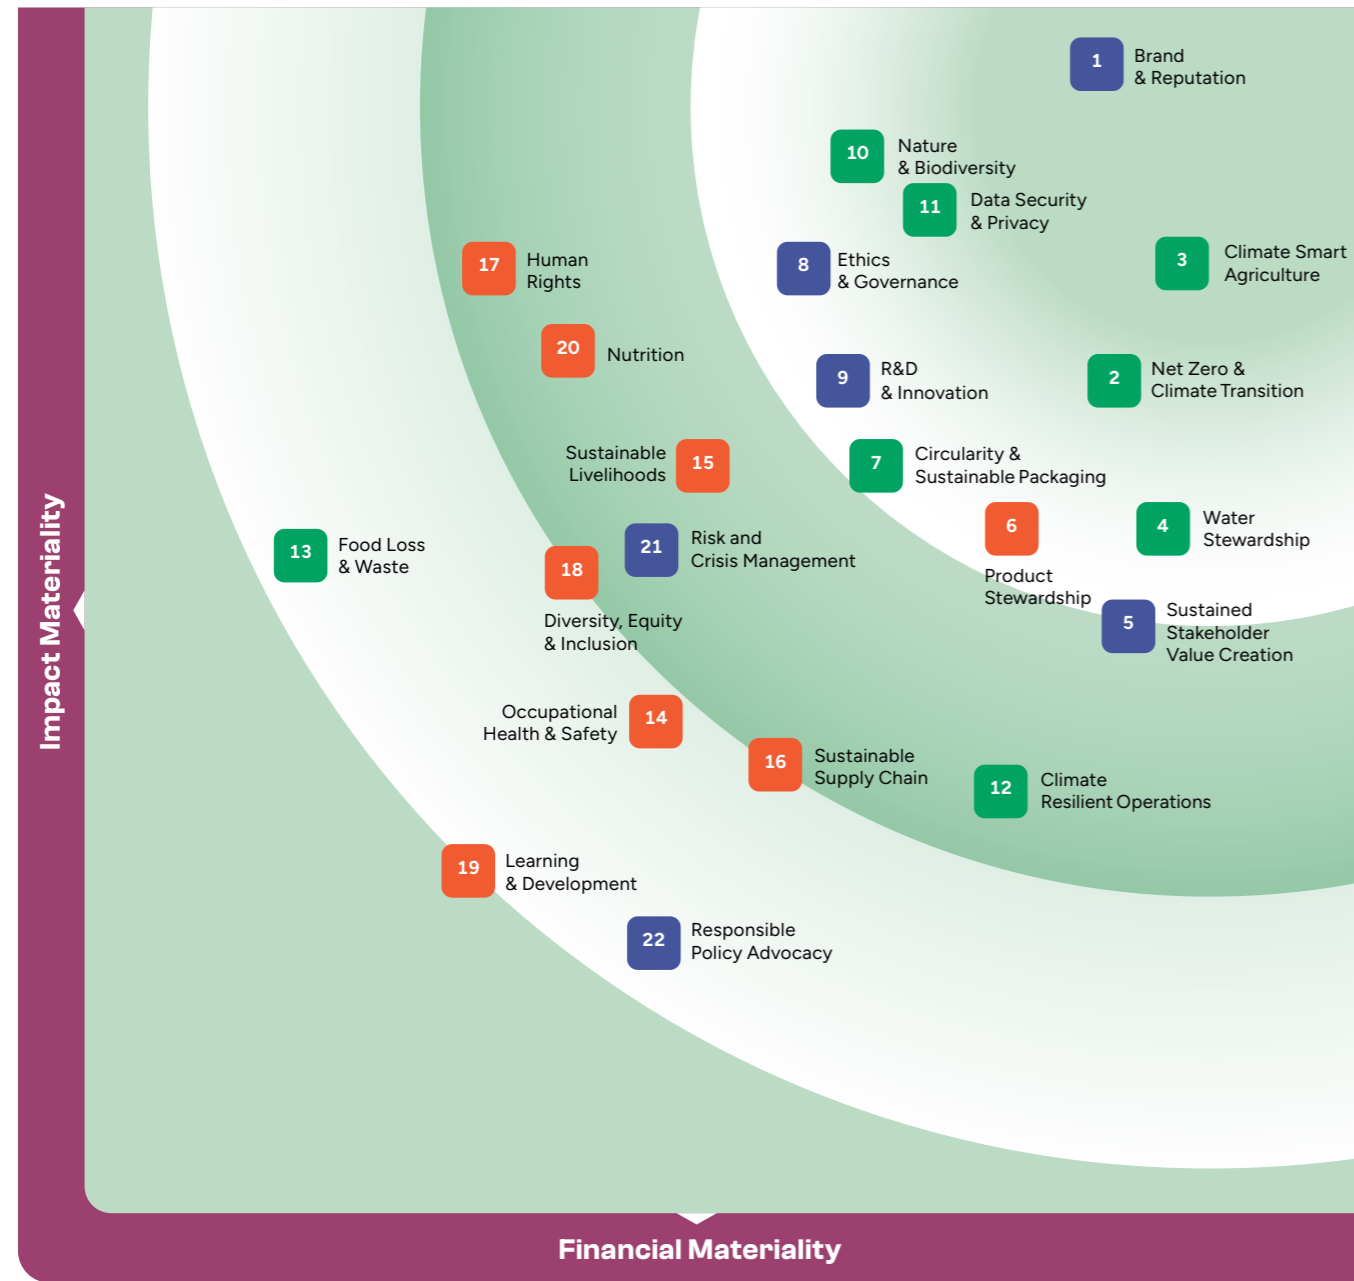 1
Brand
& Reputation
10
Nature
& Biodiversity
11
Data Security
& Privacy
17
Human
Rights
8
Ethics
& Governance
3
Climate Smart
Agriculture
20
Nutrition
9
R&D
& Innovation
2
Net Zero &
Climate Transition
Sustainable
Livelihoods
15
7
Circularity &
Sustainable Packaging
13
Food Loss
& Waste
18
Diversity, Equity
& Inclusion
21
Risk and
Crisis Management
6
Product
Stewardship
4
Water
Stewardship
5
Sustained
Stakeholder
Value Creation
Occupational
Health & Safety
14
16
Sustainable
Supply Chain
12
Climate
Resilient Operations
19
Learning
& Development
22
Responsible
Policy Advocacy
Impact Materiality
Financial Materiality